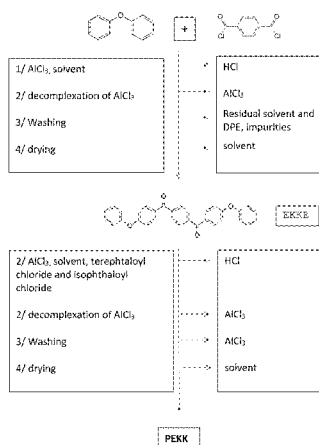 O
+
O
O
Cl
Cl
1/ AlCl3, solvent
2/ decomplexation of AlCl3
3/ Washing
4/ drying
HCl
AlCl3
Residual solvent and
DPE, impurities
solvent
O
O
O
O
EKKE
2/ AlCl3, solvent, terephtaloyl
chloride and isophthaloyl
chloride
2/ decomplexation of AlCl3
3/ Washing
4/ drying
HCl
AlCl3
AlCl3
solvent
PEKK